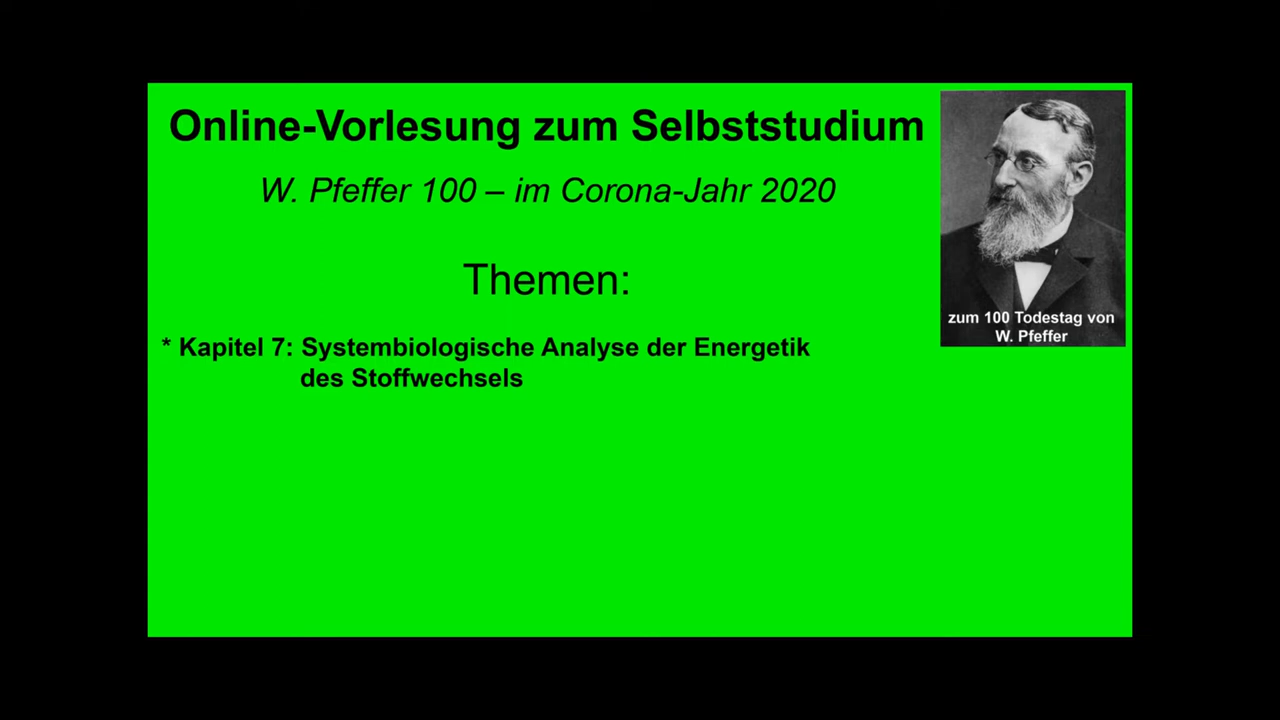 Online-Vorlesung zum Selbststudium
W. Pfeffer 100 – im Corona-Jahr 2020
zum 100 Todestag von
W. Pfeffer
Themen:
* Kapitel 7: Systembiologische Analyse der Energetik
des Stoffwechsels